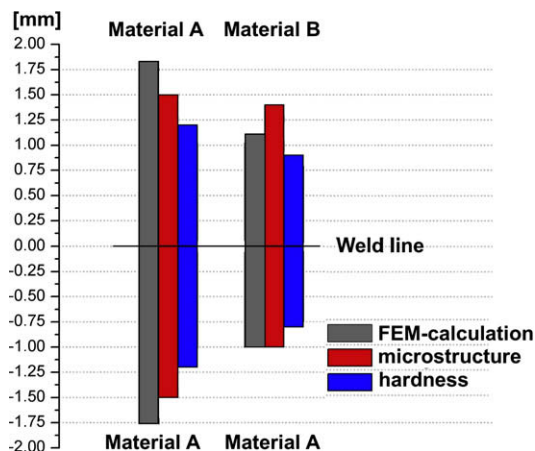 [mm]
Material A Material B
2.00
1.75
1.50
1.25
1.00
0.75
0.50
0.25
0.00
Weld line
-0.25
-0.50
-0.75
-1.00
-1.25
-1.50
-1.75
-2.00
FEM-calculation
microstructure
hardness
Material A Material A